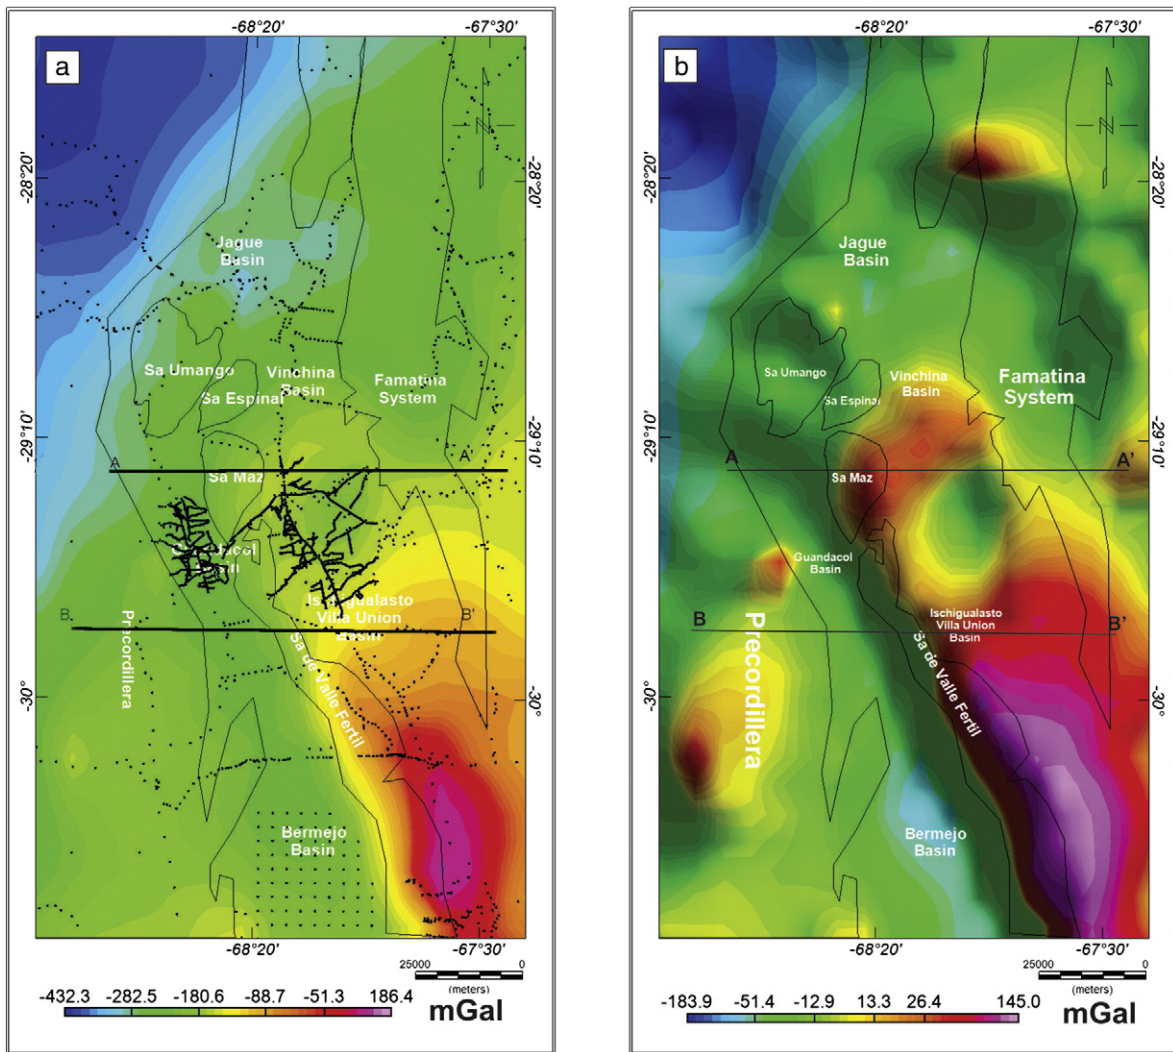 a
-68°20'
-67°30'
-28°20'
N
Jague
Basin
Sa Umango
Sa Espinal
Vinchina
Basin
Famatina
System
-29°10'
-29°10'
A
A'
Sa Maz
Guandacol
Basin
B
B'
Precordillera
Ischigualasto
Villa Union
Basin
Sa de Valle Fertil
-30°
Bermejo
Basin
-68°20'
-67°30'
25000
0
(meters)
-432.3
-282.5
-180.6
-88.7
-51.3
186.4
mGal
b
-68°20'
-67°30'
-28°20'
-28°20'
N
Jague
Basin
Sa Umango
Sa Espinal
Vinchina
Basin
Famatina
System
-29°10'
-29°10'
A
A'
Sa Maz
Guandacol
Basin
B
B'
Precordillera
Ischigualasto
Villa Union
Basin
Sa de Valle Fertil
-30°
-30°
Bermejo
Basin
-68°20'
-67°30'
25000
0
(meters)
-183.9
-51.4
-12.9
13.3
26.4
145.0
mGal